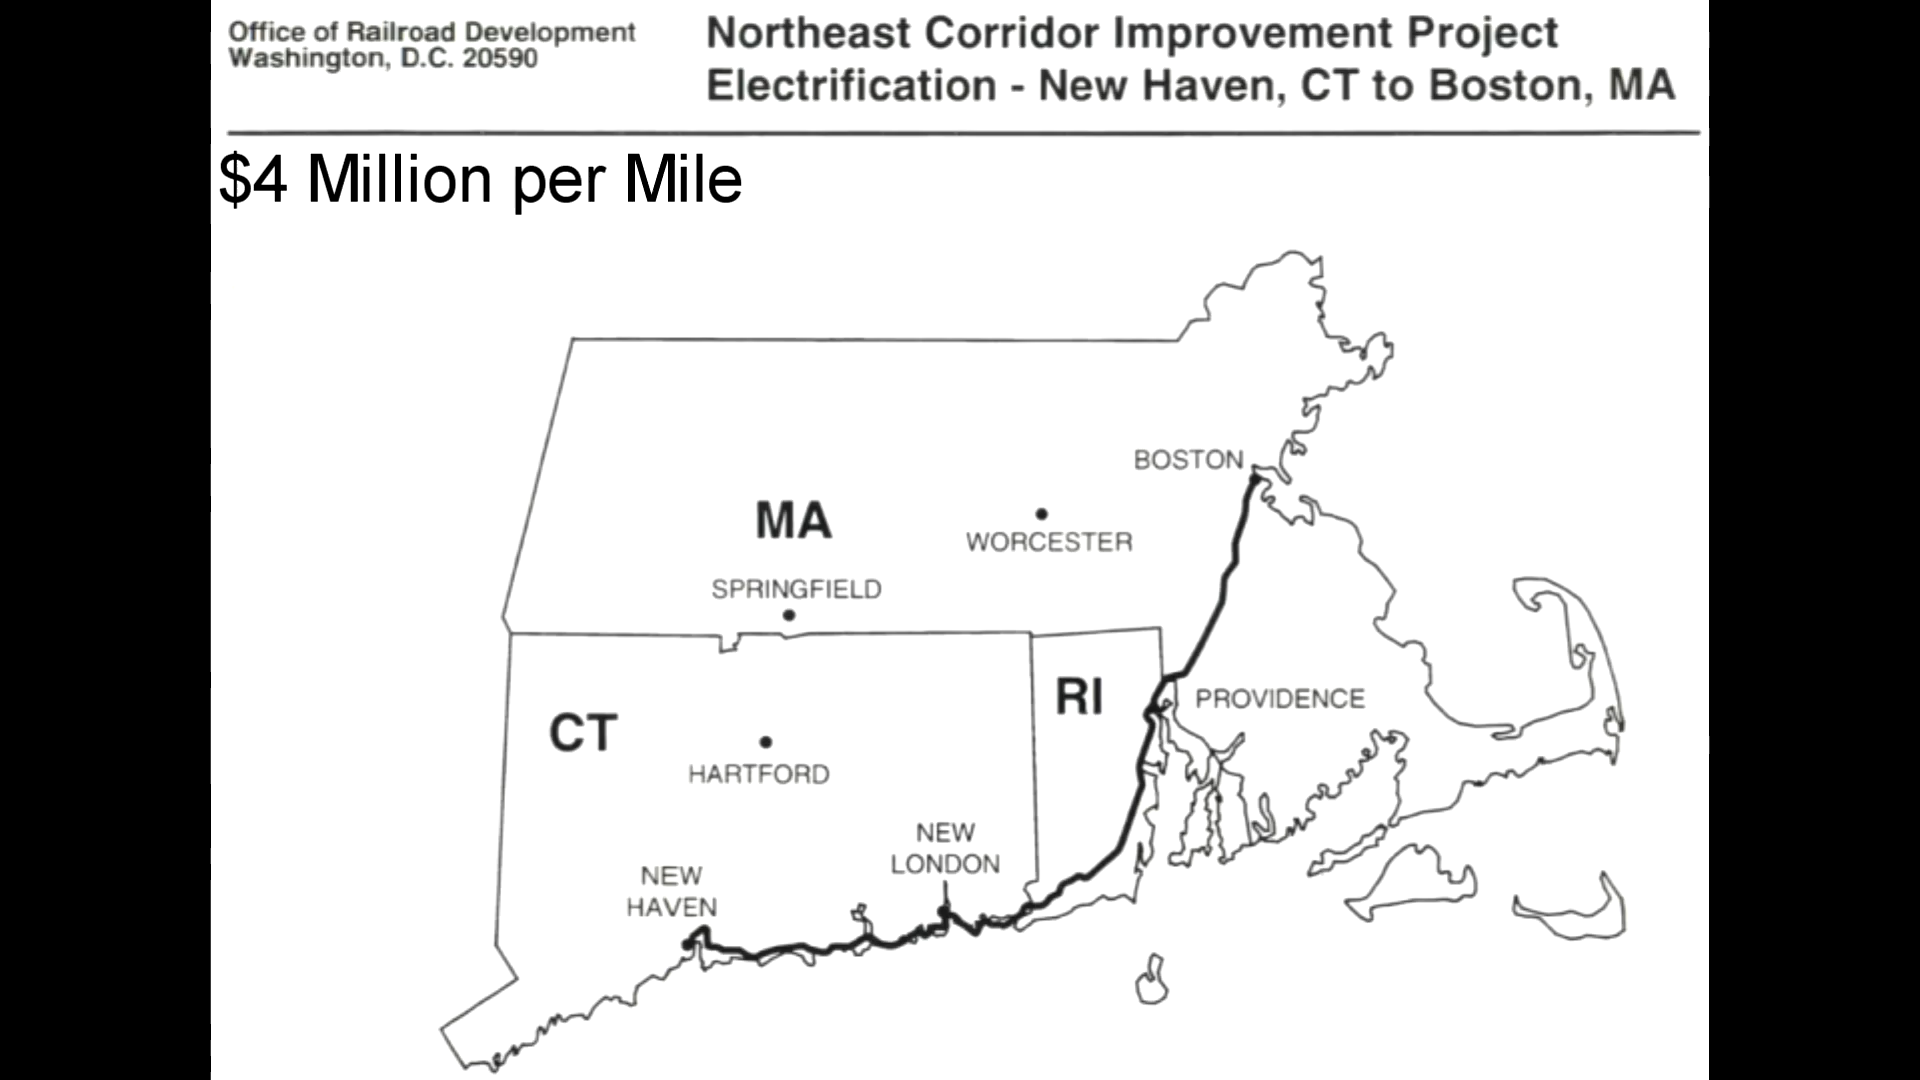 Office of Railroad Development
Washington, D.C. 20590
Northeast Corridor Improvement Project
Electrification - New Haven, CT to Boston, MA
$4 Million per Mile
BOSTON
MA
WORCESTER
SPRINGFIELD
RI
PROVIDENCE
CT
HARTFORD
NEW
LONDON
NEW
HAVEN